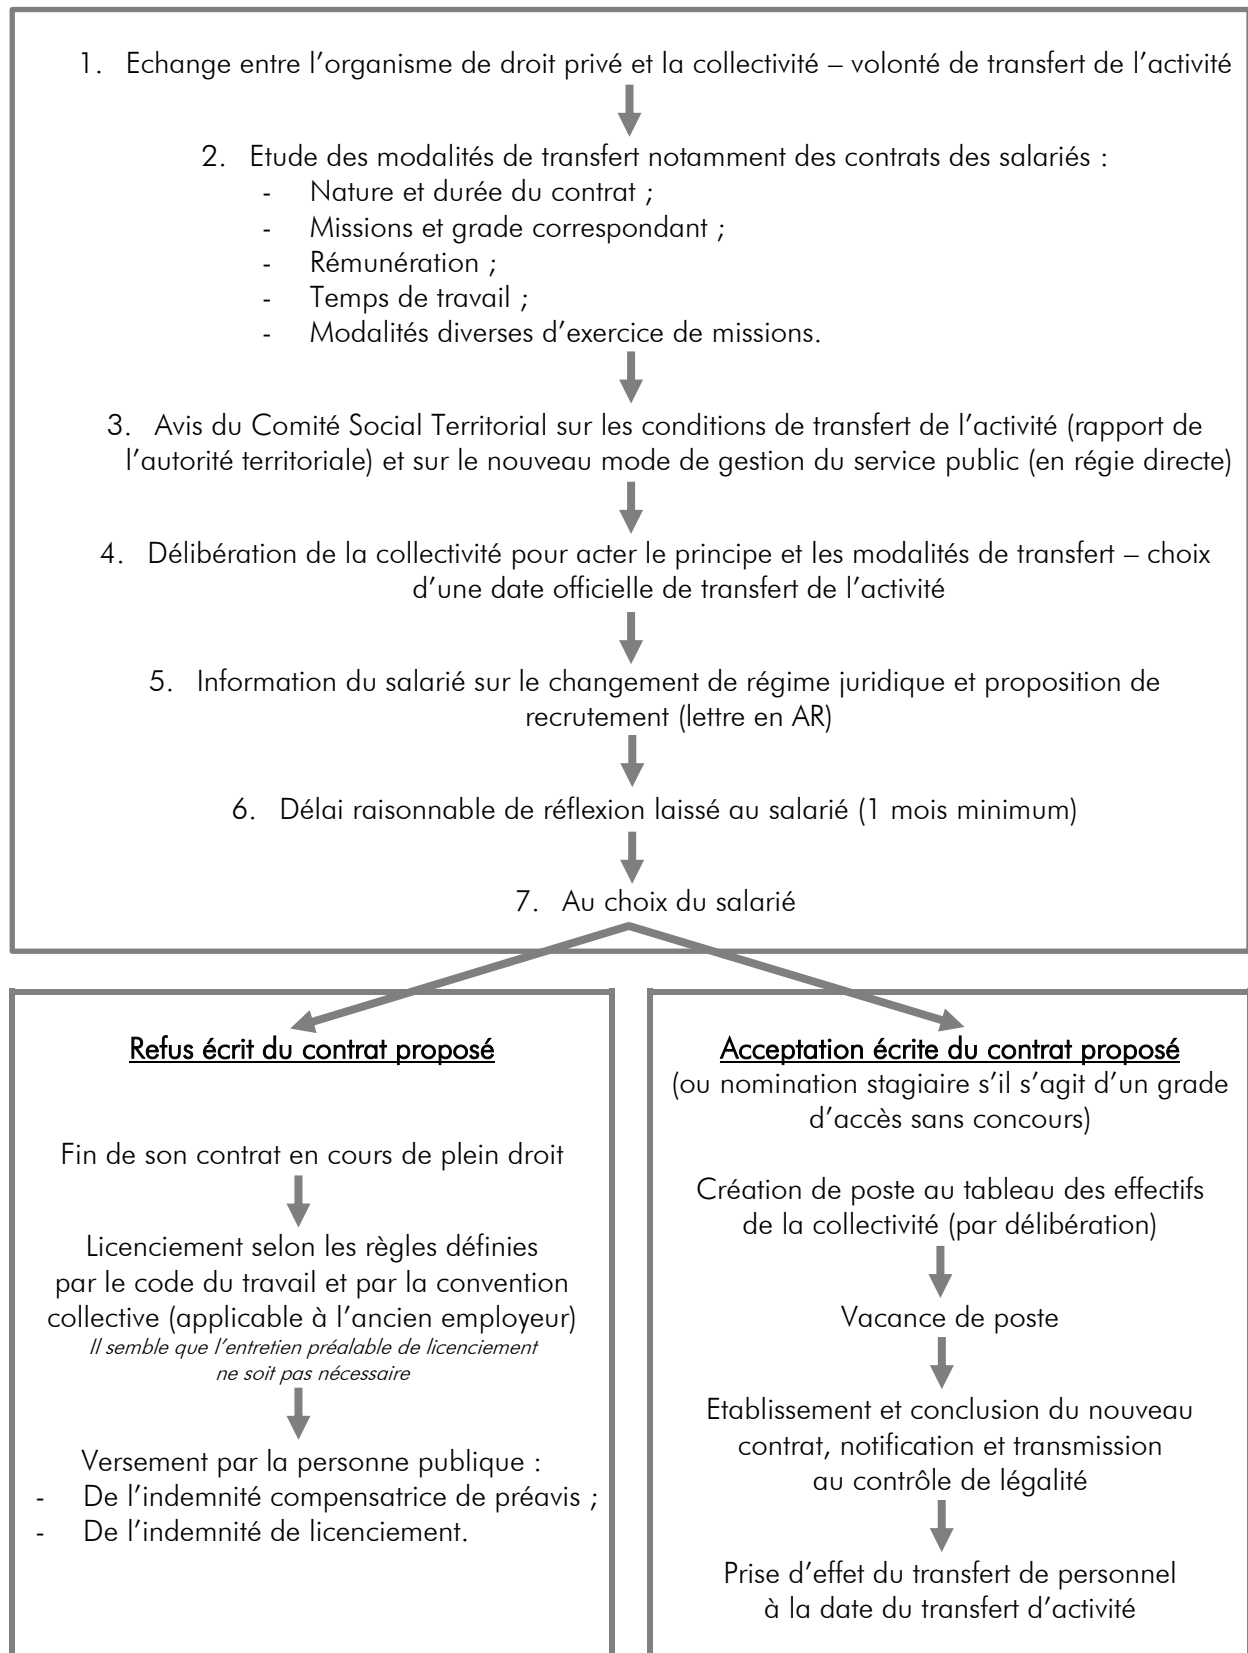 1. Echange entre l'organisme de droit privé et la collectivité – volonté de transfert de l'activité
2. Etude des modalités de transfert notamment des contrats des salariés :
- Nature et durée du contrat ;
- Missions et grade correspondant ;
- Rémunération ;
- Temps de travail ;
- Modalités diverses d'exercice de missions.
3. Avis du Comité Social Territorial sur les conditions de transfert de l'activité (rapport de
l'autorité territoriale) et sur le nouveau mode de gestion du service public (en régie directe)
4. Délibération de la collectivité pour acter le principe et les modalités de transfert – choix
d'une date officielle de transfert de l'activité
5. Information du salarié sur le changement de régime juridique et proposition de
recrutement (lettre en AR)
6. Délai raisonnable de réflexion laissé au salarié (1 mois minimum)
7. Au choix du salarié
Refus écrit du contrat proposé
Fin de son contrat en cours de plein droit
Licenciement selon les règles définies
par le code du travail et par la convention
collective (applicable à l'ancien employeur)
Il semble que l'entretien préalable de licenciement
ne soit pas nécessaire
Versement par la personne publique :
- De l'indemnité compensatrice de préavis ;
- De l'indemnité de licenciement.
Acceptation écrite du contrat proposé
(ou nomination stagiaire s'il s'agit d'un grade
d'accès sans concours)
Création de poste au tableau des effectifs
de la collectivité (par délibération)
Vacance de poste
Etablissement et conclusion du nouveau
contrat, notification et transmission
au contrôle de légalité
Prise d'effet du transfert de personnel
à la date du transfert d'activité